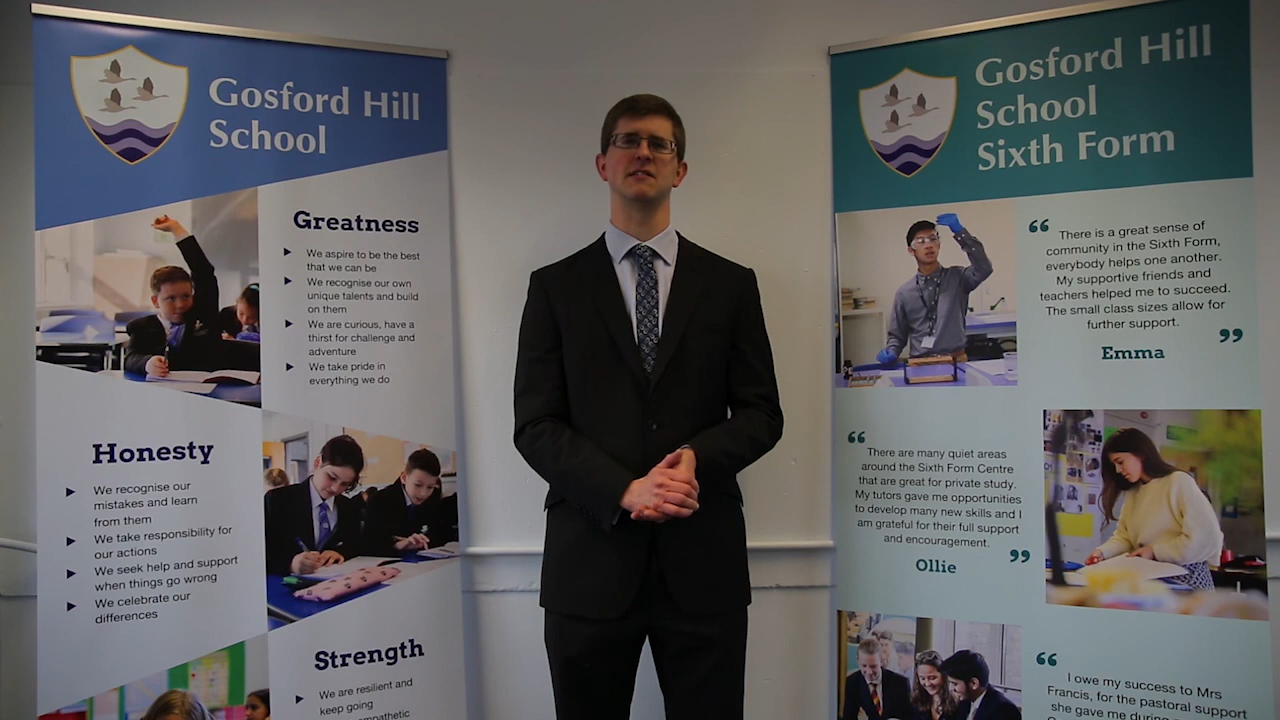 Gosford Hill
School
Greatness
We aspire to be the best
that we can be
We recognise our own
unique talents and build
on them
We are curious, have a
thirst for challenge and
adventure
We take pride in
everything we do
Honesty
We recognise our
mistakes and learn
from them
We take responsibility for
our actions
We seek help and support
when things go wrong
We celebrate our
differences
Strength
We are resilient and
keep going
Gosford Hill
School
Sixth Form
“ There is a great sense of
community in the Sixth Form,
everybody helps one another.
My supportive friends and
teachers helped me to succeed.
The small class sizes allow for
further support. ”
Emma
“ There are many quiet areas
around the Sixth Form Centre
that are great for private study.
My tutors gave me opportunities
to develop many new skills and I
am grateful for their full support
and encouragement. ”
Ollie
“ I owe my success to Mrs
Francis, for the pastoral support
she gave me during